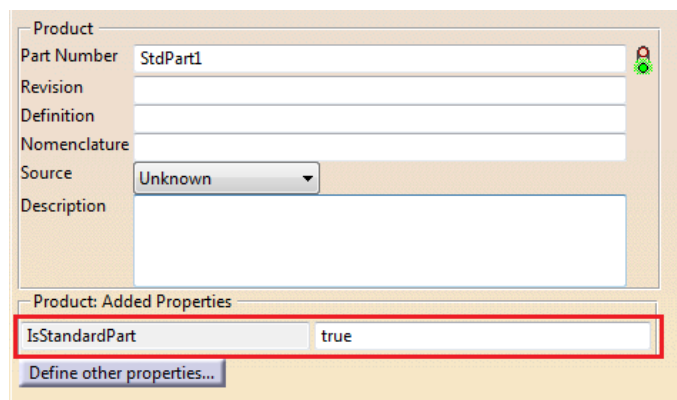 Product
Part Number StdPart1
Revision
Definition
Nomenclature
Source Unknown
Description
Product: Added Properties
IsStandardPart true
Define other properties...